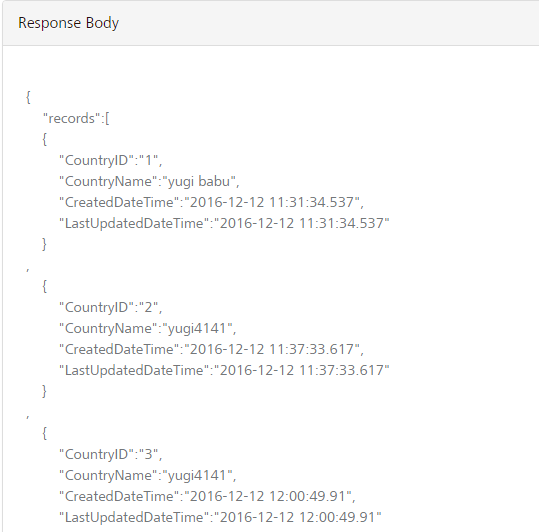 Response Body
{
"records":[
{
"CountryID":"1",
"CountryName":"yugi babu",
"CreatedDateTime":"2016-12-12 11:31:34.537",
"LastUpdatedDateTime":"2016-12-12 11:31:34.537"
}
,
{
"CountryID":"2",
"CountryName":"yugi4141",
"CreatedDateTime":"2016-12-12 11:37:33.617",
"LastUpdatedDateTime":"2016-12-12 11:37:33.617"
}
,
{
"CountryID":"3",
"CountryName":"yugi4141",
"CreatedDateTime":"2016-12-12 12:00:49.91",
"LastUpdatedDateTime":"2016-12-12 12:00:49.91"